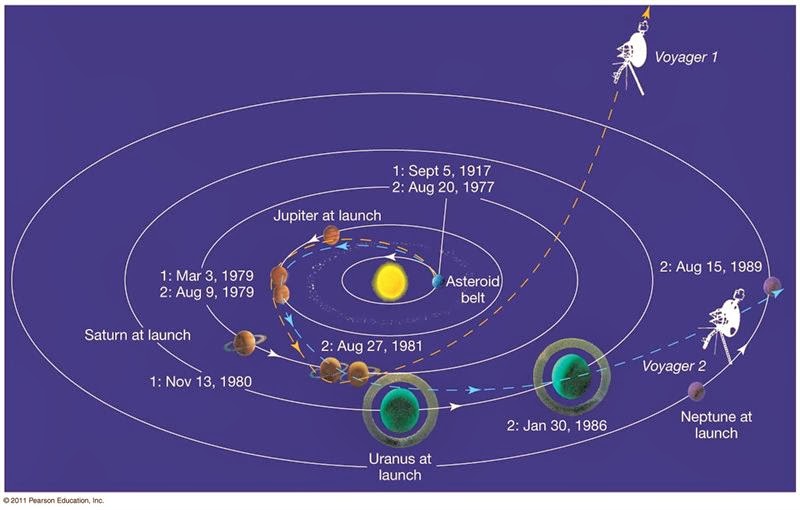 Voyager 1
1: Sept 5, 1917
2: Aug 20, 1977
Jupiter at launch
1: Mar 3, 1979
2: Aug 9, 1979
Asteroid
belt
2: Aug 15, 1989
Saturn at launch
2: Aug 27, 1981
Voyager 2
1: Nov 13, 1980
2: Jan 30, 1986
Neptune at
launch
Uranus at
launch
© 2011 Pearson Education, Inc.